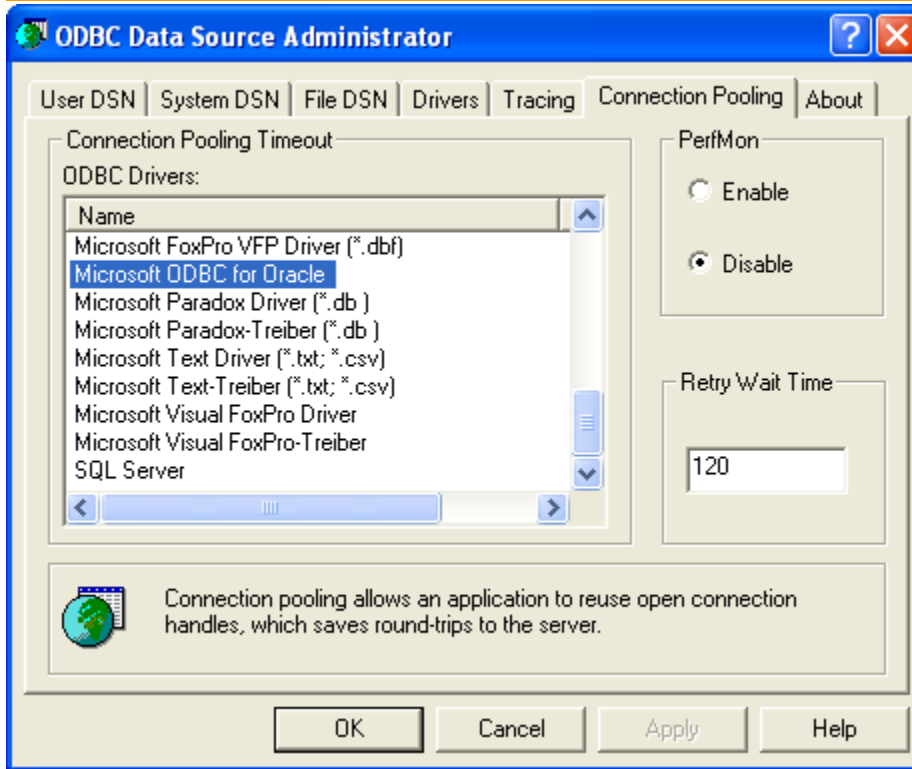 ODBC Data Source Administrator
User DSN System DSN File DSN Drivers Tracing Connection Pooling About
Connection Pooling Timeout
ODBC Drivers:
Name
Microsoft FoxPro VFP Driver (*.dbf)
Microsoft ODBC for Oracle
Microsoft Paradox Driver (*.db )
Microsoft Paradox-Treiber (*.db )
Microsoft Text Driver (*.txt; *.csv)
Microsoft Text-Treiber (*.txt; *.csv)
Microsoft Visual FoxPro Driver
Microsoft Visual FoxPro-Treiber
SQL Server
PerfMon
Enable
Disable
Retry Wait Time
120
Connection pooling allows an application to reuse open connection
handles, which saves round-trips to the server.
OK Cancel Apply Help